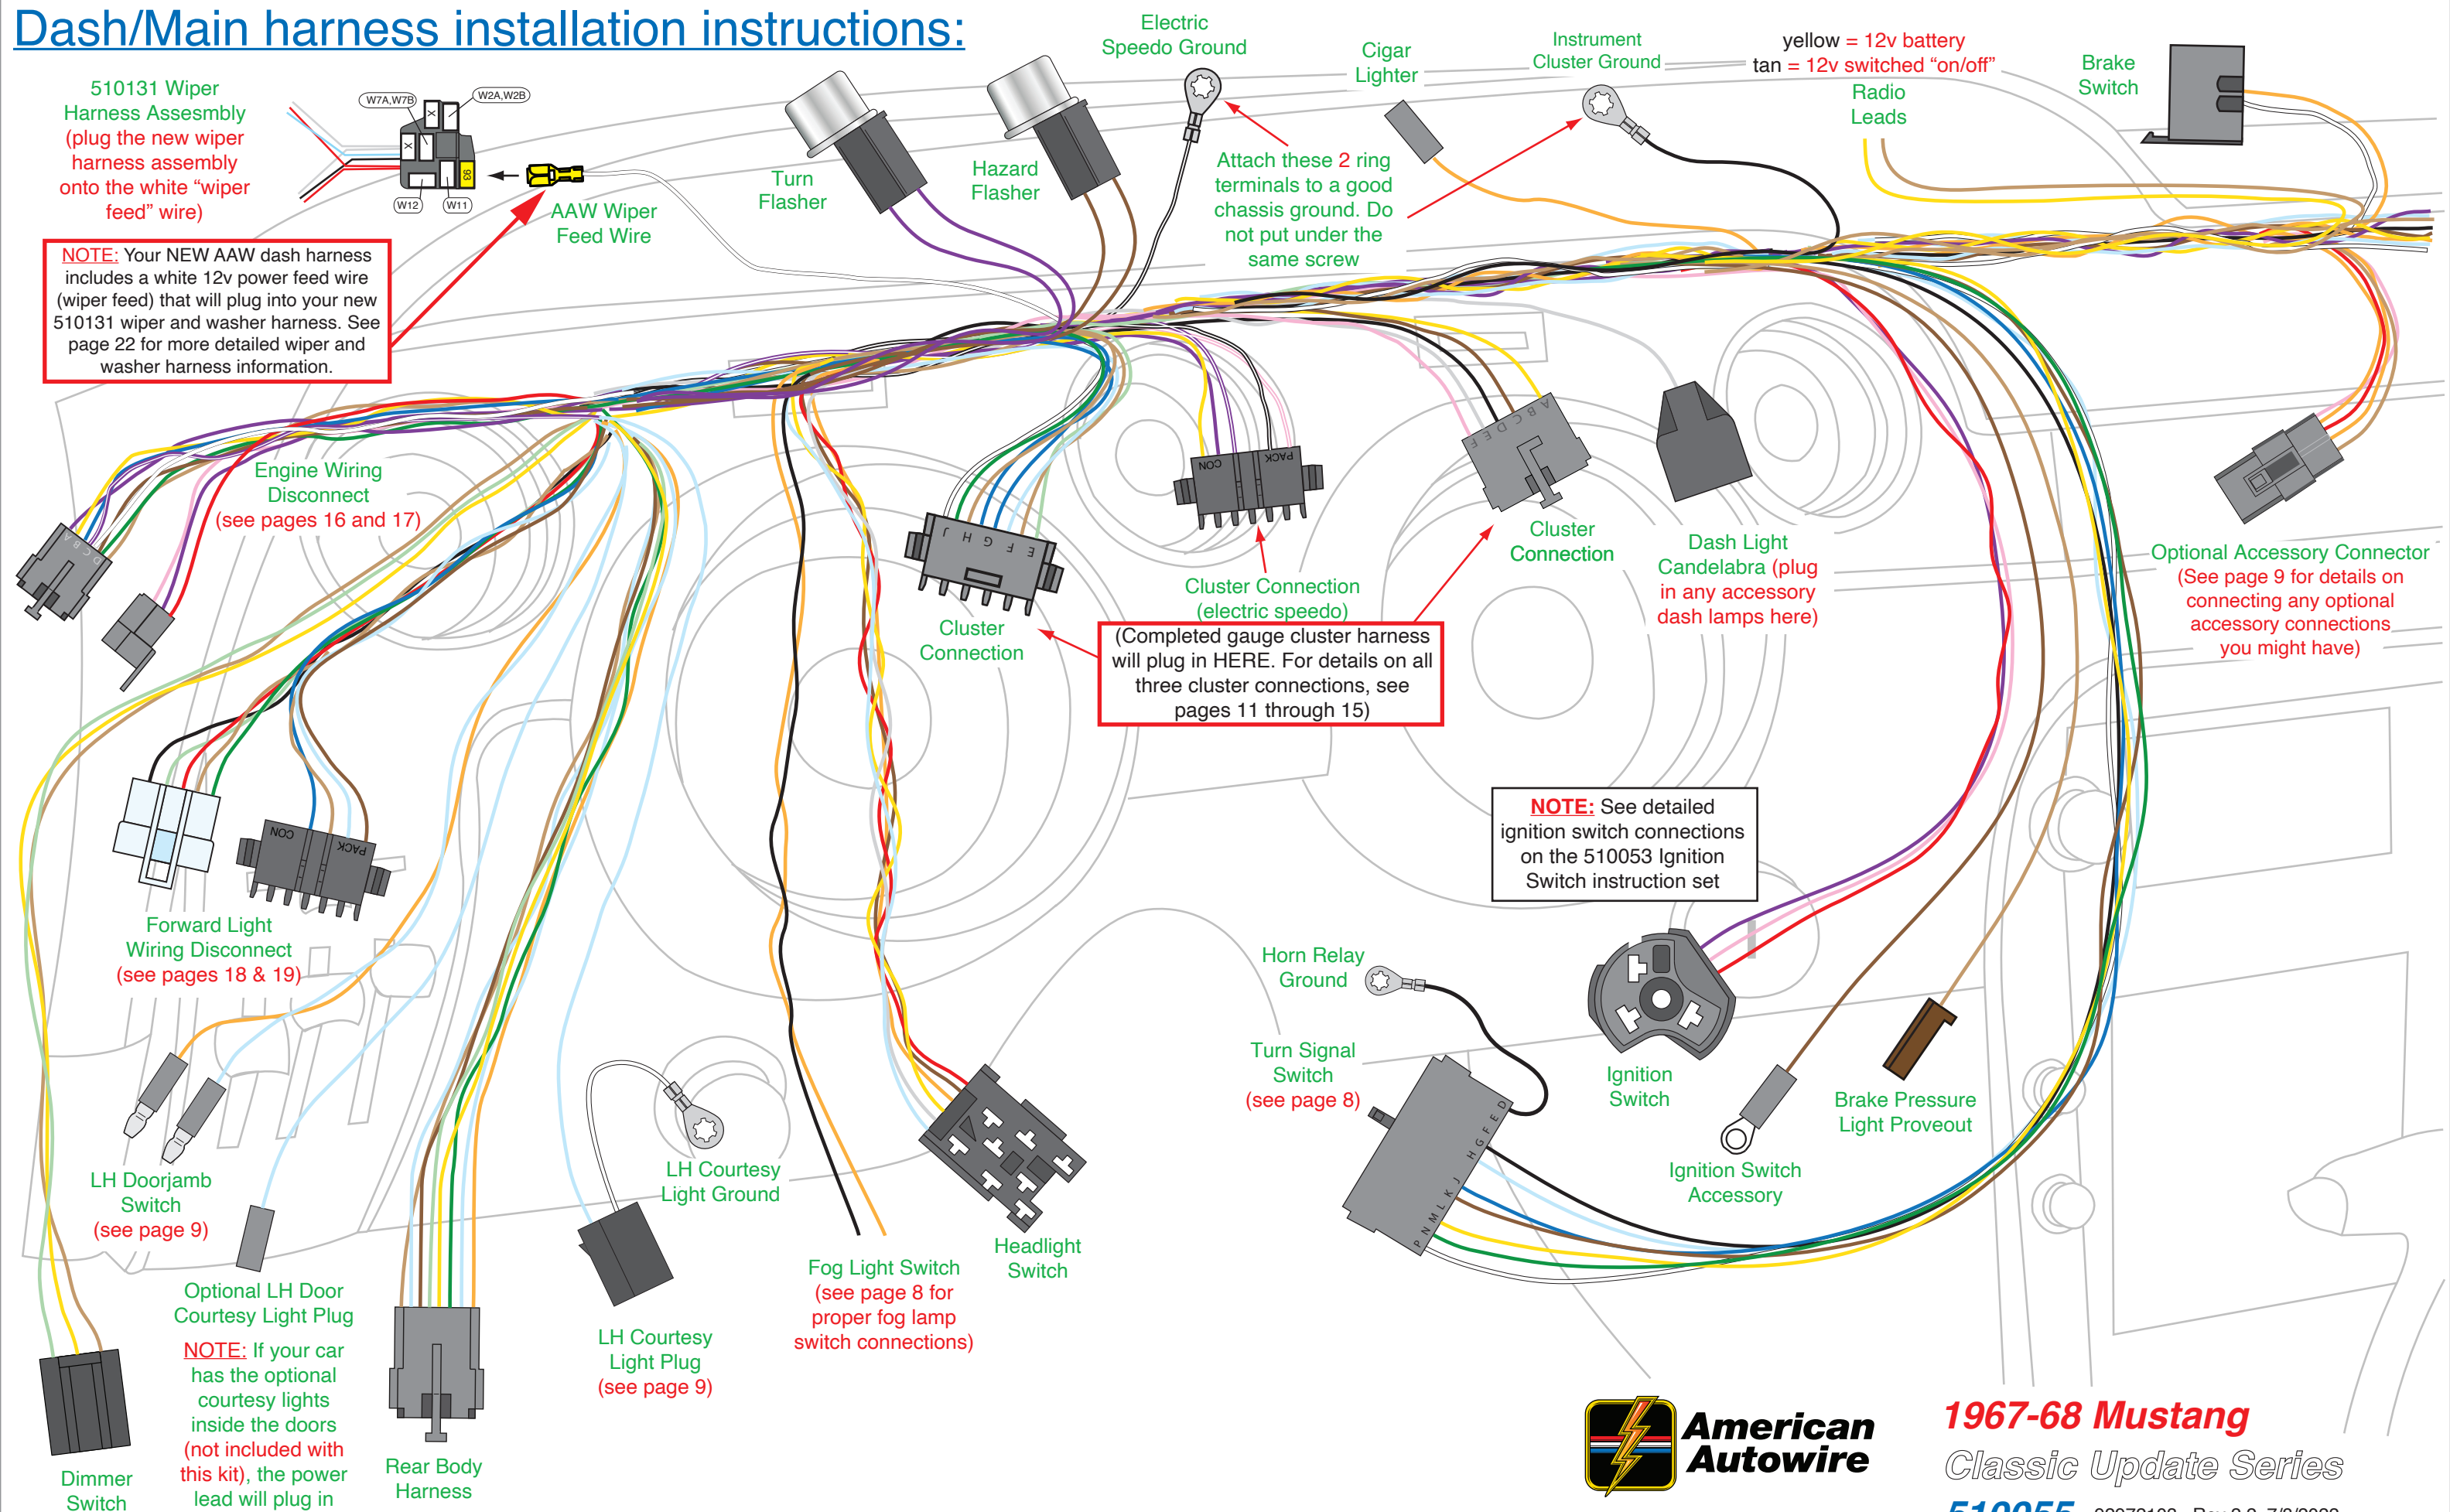 Dash/Main harness installation instructions:
510131 Wiper
Harness Assesmbly
(plug the new wiper
harness assembly
onto the white “wiper
feed” wire)
W7A,W7B
W2A,W2B
X
X
93
W12
W11
AAW Wiper
Feed Wire
NOTE: Your NEW AAW dash harness
includes a white 12v power feed wire
(wiper feed) that will plug into your new
510131 wiper and washer harness. See
page 22 for more detailed wiper and
washer harness information.
Turn
Flasher
Hazard
Flasher
Electric
Speedo Ground
Attach these 2 ring
terminals to a good
chassis ground. Do
not put under the
same screw
Cigar
Lighter
Instrument
Cluster Ground
yellow = 12v battery
tan = 12v switched “on/off”
Radio
Leads
Brake
Switch
Engine Wiring
Disconnect
(see pages 16 and 17)
A
B
C
D
J H G F E
Cluster
Connection
CON
PACK
Cluster Connection
(electric speedo)
(Completed gauge cluster harness
will plug in HERE. For details on all
three cluster connections, see
pages 11 through 15)
F E D C B A
Cluster
Connection
Dash Light
Candelabra (plug
in any accessory
dash lamps here)
Optional Accessory Connector
(See page 9 for details on
connecting any optional
accessory connections
you might have)
CON
PACK
Forward Light
Wiring Disconnect
(see pages 18 & 19)
NOTE: See detailed
ignition switch connections
on the 510053 Ignition
Switch instruction set
Horn Relay
Ground
Turn Signal
Switch
(see page 8)
P N M L K J H G F E D
Ignition
Switch
Ignition Switch
Accessory
Brake Pressure
Light Proveout
LH Doorjamb
Switch
(see page 9)
LH Courtesy
Light Ground
Headlight
Switch
Fog Light Switch
(see page 8 for
proper fog lamp
switch connections)
Optional LH Door
Courtesy Light Plug
NOTE: If your car
has the optional
courtesy lights
inside the doors
(not included with
this kit), the power
lead will plug in
LH Courtesy
Light Plug
(see page 9)
Rear Body
Harness
Dimmer
Switch
American
Autowire
1967-68 Mustang
Classic Update Series
510055